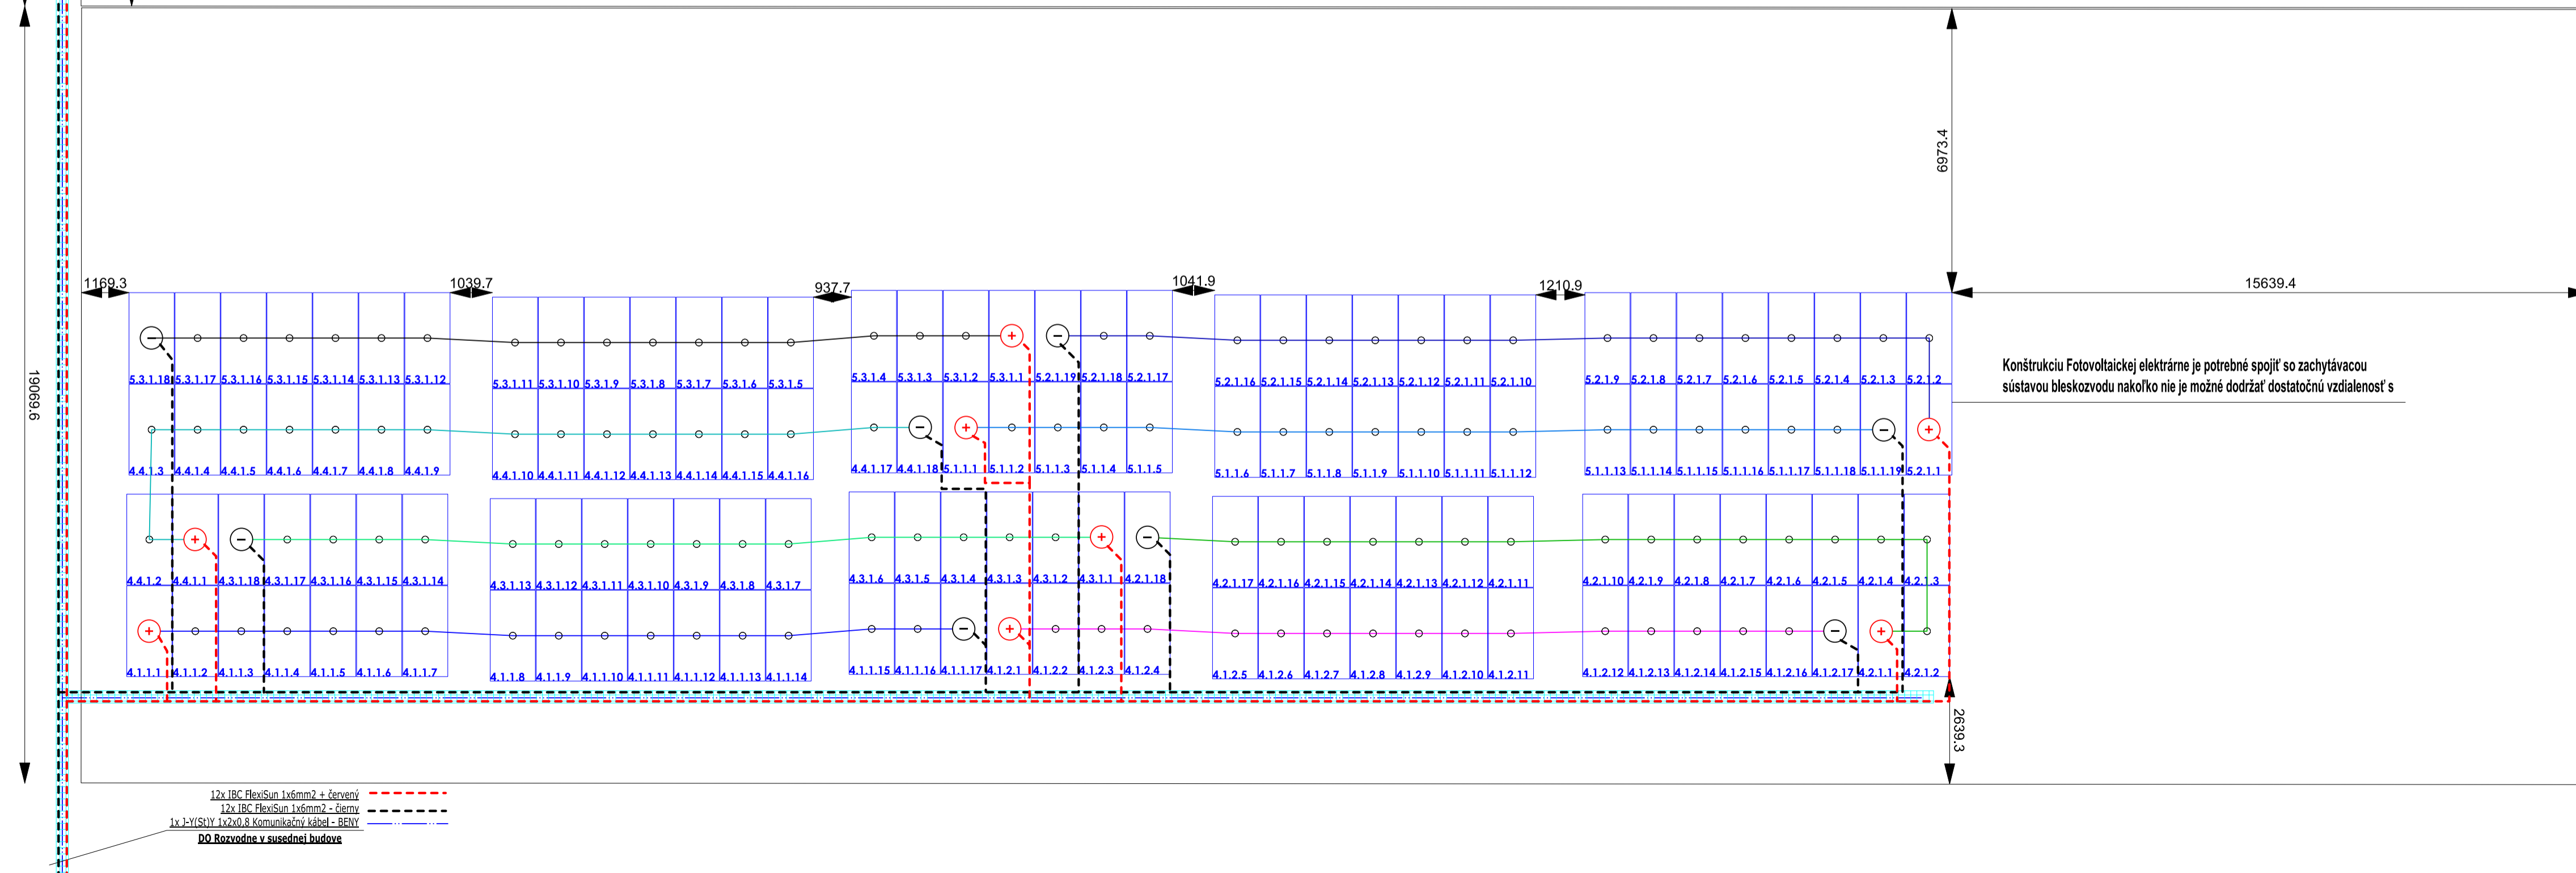 6973.4
1169.3
1039.7
937.7
1041.9
1210.9
15639.4
19069.6
5.3.1.18 5.3.1.17 5.3.1.16 5.3.1.15 5.3.1.14 5.3.1.13 5.3.1.12
5.3.1.11 5.3.1.10 5.3.1.9 5.3.1.8 5.3.1.7 5.3.1.6 5.3.1.5
5.3.1.4 5.3.1.3 5.3.1.2 5.3.1.1 5.2.1.19 5.2.1.18 5.2.1.17
5.2.1.16 5.2.1.15 5.2.1.14 5.2.1.13 5.2.1.12 5.2.1.11 5.2.1.10
5.2.1.9 5.2.1.8 5.2.1.7 5.2.1.6 5.2.1.5 5.2.1.4 5.2.1.3 5.2.1.2
Konštrukciu Fotovoltaickej elektrárne je potrebné spojiť so zachytávacou
sústavou bleskozvodu nakoľko nie je možné dodržať dostatočnú vzdialenosť s
4.4.1.3 4.4.1.4 4.4.1.5 4.4.1.6 4.4.1.7 4.4.1.8 4.4.1.9
4.4.1.10 4.4.1.11 4.4.1.12 4.4.1.13 4.4.1.14 4.4.1.15 4.4.1.16
4.4.1.17 4.4.1.18 5.1.1.1 5.1.1.2 5.1.1.3 5.1.1.4 5.1.1.5
5.1.1.6 5.1.1.7 5.1.1.8 5.1.1.9 5.1.1.10 5.1.1.11 5.1.1.12
5.1.1.13 5.1.1.14 5.1.1.15 5.1.1.16 5.1.1.17 5.1.1.18 5.1.1.19 5.2.1.1
4.4.1.2 4.4.1.1 4.3.1.18 4.3.1.17 4.3.1.16 4.3.1.15 4.3.1.14
4.3.1.13 4.3.1.12 4.3.1.11 4.3.1.10 4.3.1.9 4.3.1.8 4.3.1.7
4.3.1.6 4.3.1.5 4.3.1.4 4.3.1.3 4.3.1.2 4.3.1.1 4.2.1.18
4.2.1.17 4.2.1.16 4.2.1.15 4.2.1.14 4.2.1.13 4.2.1.12 4.2.1.11
4.2.1.10 4.2.1.9 4.2.1.8 4.2.1.7 4.2.1.6 4.2.1.5 4.2.1.4 4.2.1.3
4.1.1.1 4.1.1.2 4.1.1.3 4.1.1.4 4.1.1.5 4.1.1.6 4.1.1.7
4.1.1.8 4.1.1.9 4.1.1.10 4.1.1.11 4.1.1.12 4.1.1.13 4.1.1.14
4.1.1.15 4.1.1.16 4.1.1.17 4.1.2.1 4.1.2.2 4.1.2.3 4.1.2.4
4.1.2.5 4.1.2.6 4.1.2.7 4.1.2.8 4.1.2.9 4.1.2.10 4.1.2.11
4.1.2.12 4.1.2.13 4.1.2.14 4.1.2.15 4.1.2.16 4.1.2.17 4.2.1.1 4.2.1.2
2639.3
12x IBC FlexiSun 1x6mm2 + červený
12x IBC FlexiSun 1x6mm2 - čierny
1x J-Y(St)Y 1x2x0,8 Komunikačný kábel - BENY
DO Rozvodne v susednej budove